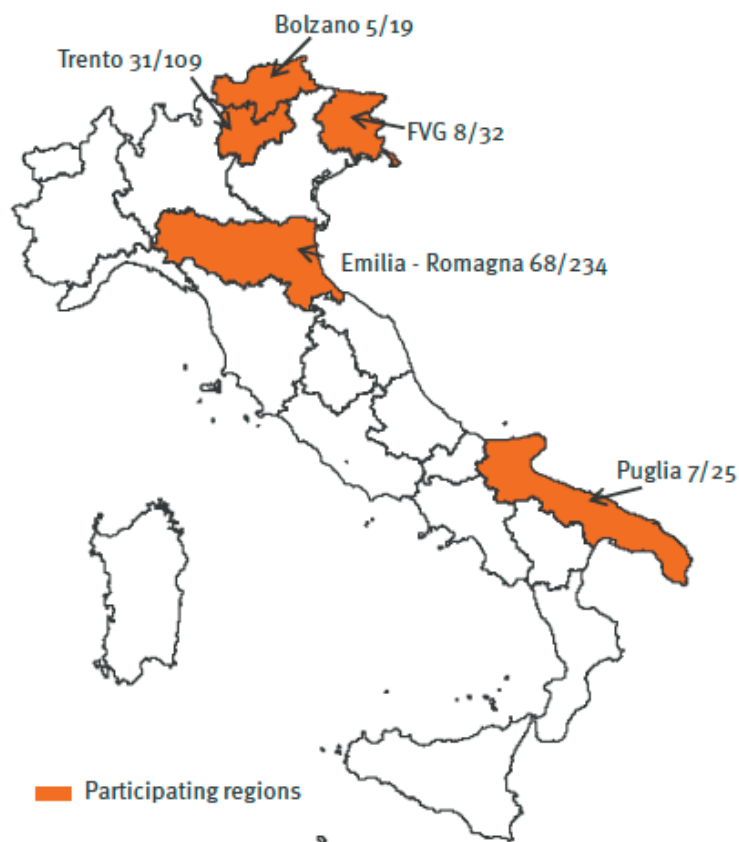 Bolzano 5/19
Trento 31/109
FVG 8/32
Emilia - Romagna 68/234
Puglia 7/25
Participating regions